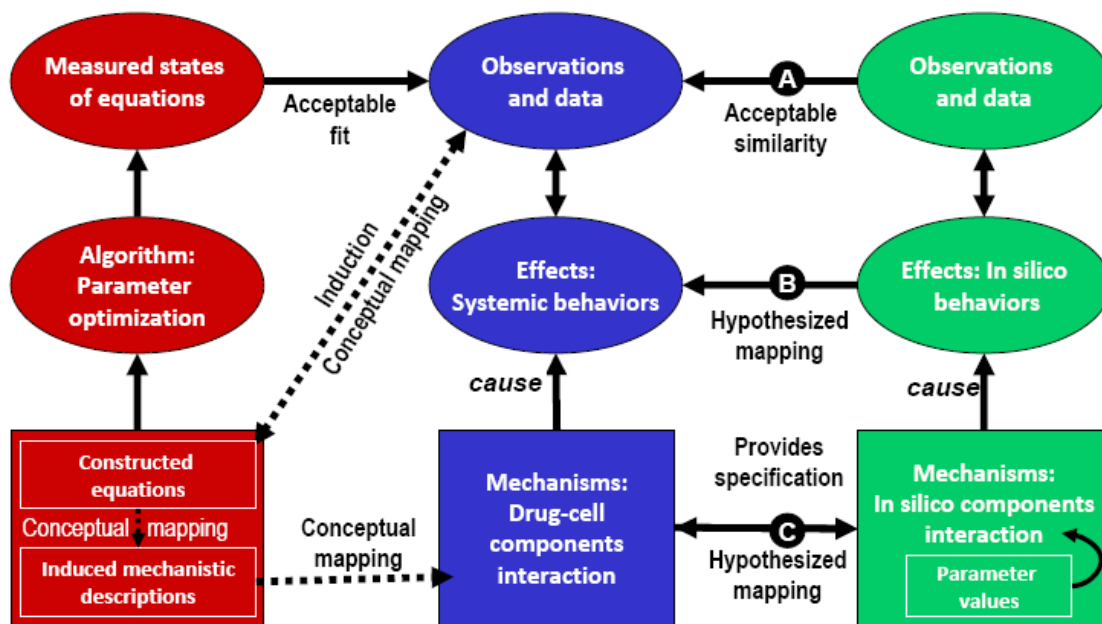 Measured states
of equations
Acceptable
fit
Observations
and data
A
Acceptable
similarity
Observations
and data
Algorithm:
Parameter
optimization
Induction
Conceptual mapping
Effects:
Systemic behaviors
B
Hypothesized
mapping
Effects: In silico
behaviors
cause
cause
Constructed
equations
Conceptual mapping
Induced mechanistic
descriptions
Conceptual
mapping
Mechanisms:
Drug-cell
components
interaction
Provides
specification
C
Hypothesized
mapping
Mechanisms:
In silico components
interaction
Parameter
values